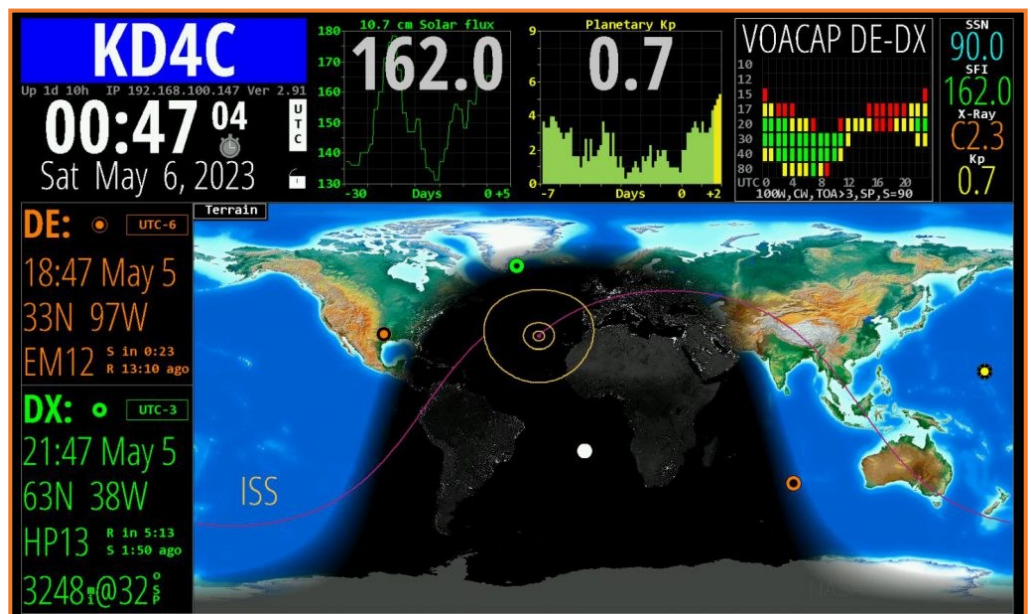 KD4C
Up 1d 10h IP 192.168.100.147 Ver 2.91
00:47 04
UTC
Sat May 6, 2023
10.7 cm Solar flux
162.0
180
170
160
150
140
130
-30 Days 0 +5
Planetary Kp
0.7
9
6
4
2
0
-7 Days 0 +2
VOACAP DE-DX
10
12
15
17
20
30
40
80
UTC 0 4 8 12 16 20
100W,CW,TOA>3,SP,S=90
SSN
90.0
SFI
162.0
X-Ray
C2.3
Kp
0.7
DE: UTC-6
18:47 May 5
33N 97W
EM12 S in 0:23
R 13:10 ago
DX: UTC-3
21:47 May 5
63N 38W
HP13 R in 5:13
S 1:50 ago
3248mi@32° SP
Terrain
ISS